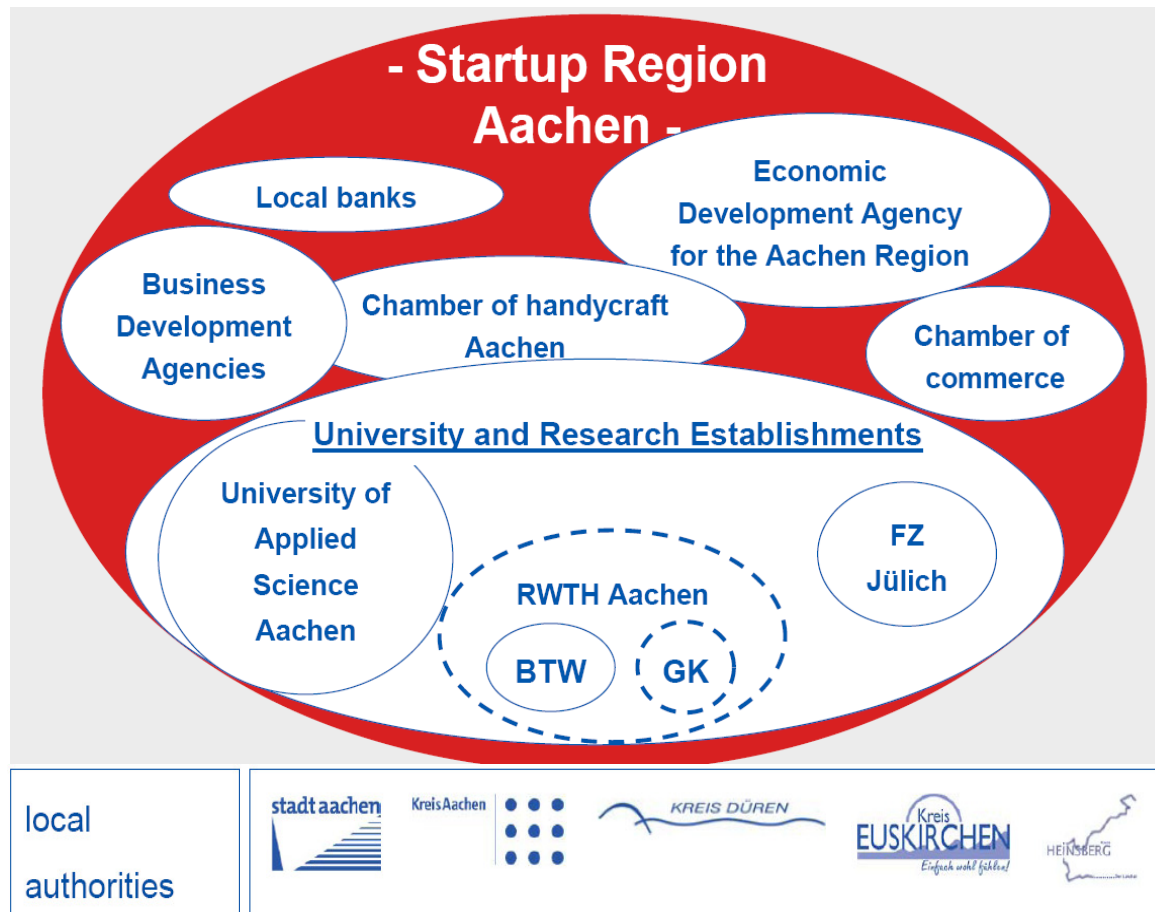 - Startup Region
Aachen -
Local banks
Economic
Development Agency
for the Aachen Region
Business
Development
Agencies
Chamber of handycraft
Aachen
Chamber of
commerce
University and Research Establishments
University of
Applied
Science
Aachen
RWTH Aachen
BTW
GK
FZ
Jülich
local
authorities
stadt aachen
Kreis Aachen
KREIS DÜREN
Kreis
EUSKIRCHEN
Einfach wohl fühlen!
HEINSBERG